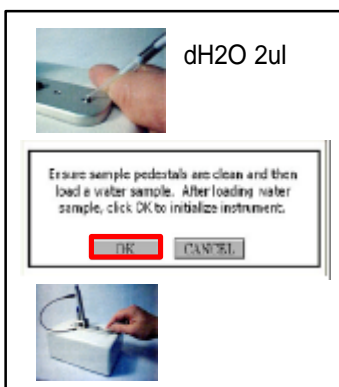 dH2O 2ul
Ensure sample pedestals are clean and then
load a water sample. After loading water
sample, click OK to initialize instrument.
OK
CANCEL